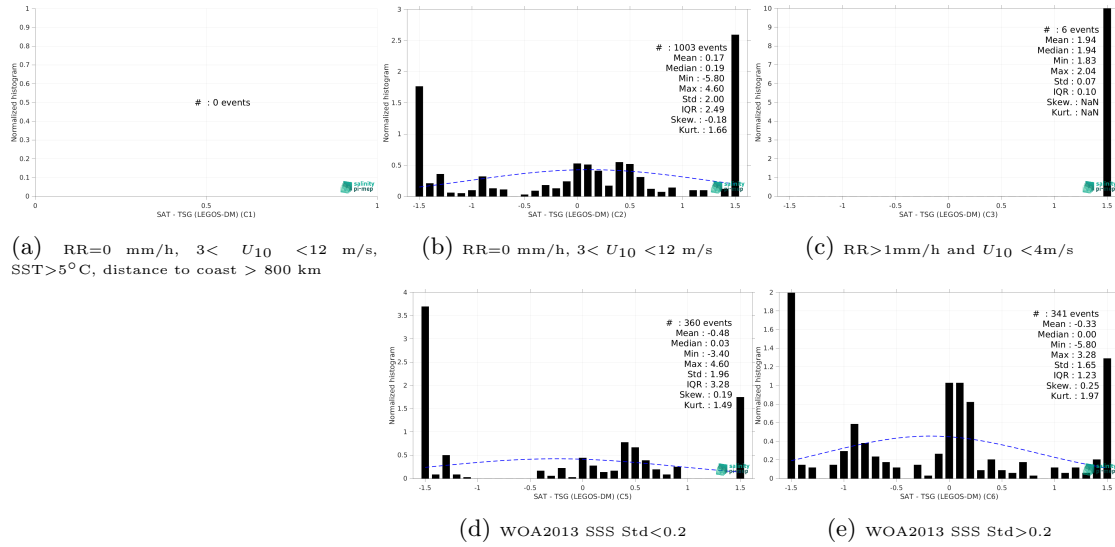 Normalized histogram
1
0.9
0.8
0.7
0.6
0.5
0.4
0.3
0.2
0.1
0
# : 0 events
salinity
pi-mep
0 0.5 1
SAT - TSG (LEGOS-DM) (C1)
(a) RR=0 mm/h, 3< U10 <12 m/s,
SST>5°C, distance to coast > 800 km
Normalized histogram
3
2.5
2
1.5
1
0.5
0
# : 1003 events
Mean : 0.17
Median : 0.19
Min : -5.80
Max : 4.60
Std : 2.00
IQR : 2.49
Skew. : -0.18
Kurt. : 1.66
salinity
pi-mep
-1.5 -1 -0.5 0 0.5 1 1.5
SAT - TSG (LEGOS-DM) (C2)
(b) RR=0 mm/h, 3< U10 <12 m/s
Normalized histogram
10
9
8
7
6
5
4
3
2
1
0
# : 6 events
Mean : 1.94
Median : 1.94
Min : 1.83
Max : 2.04
Std : 0.07
IQR : 0.10
Skew. : NaN
Kurt. : NaN
salinity
pi-mep
-1.5 -1 -0.5 0 0.5 1 1.5
SAT - TSG (LEGOS-DM) (C3)
(c) RR>1mm/h and U10 <4m/s
Normalized histogram
4
3.5
3
2.5
2
1.5
1
0.5
0
# : 360 events
Mean : -0.48
Median : 0.03
Min : -3.40
Max : 4.60
Std : 1.96
IQR : 3.28
Skew. : 0.19
Kurt. : 1.49
salinity
pi-mep
-1.5 -1 -0.5 0 0.5 1 1.5
SAT - TSG (LEGOS-DM) (C5)
(d) WOA2013 SSS Std<0.2
Normalized histogram
2
1.8
1.6
1.4
1.2
1
0.8
0.6
0.4
0.2
0
# : 341 events
Mean : -0.33
Median : 0.00
Min : -5.80
Max : 3.28
Std : 1.65
IQR : 1.23
Skew. : 0.25
Kurt. : 1.97
salinity
pi-mep
-1.5 -1 -0.5 0 0.5 1 1.5
SAT - TSG (LEGOS-DM) (C6)
(e) WOA2013 SSS Std>0.2